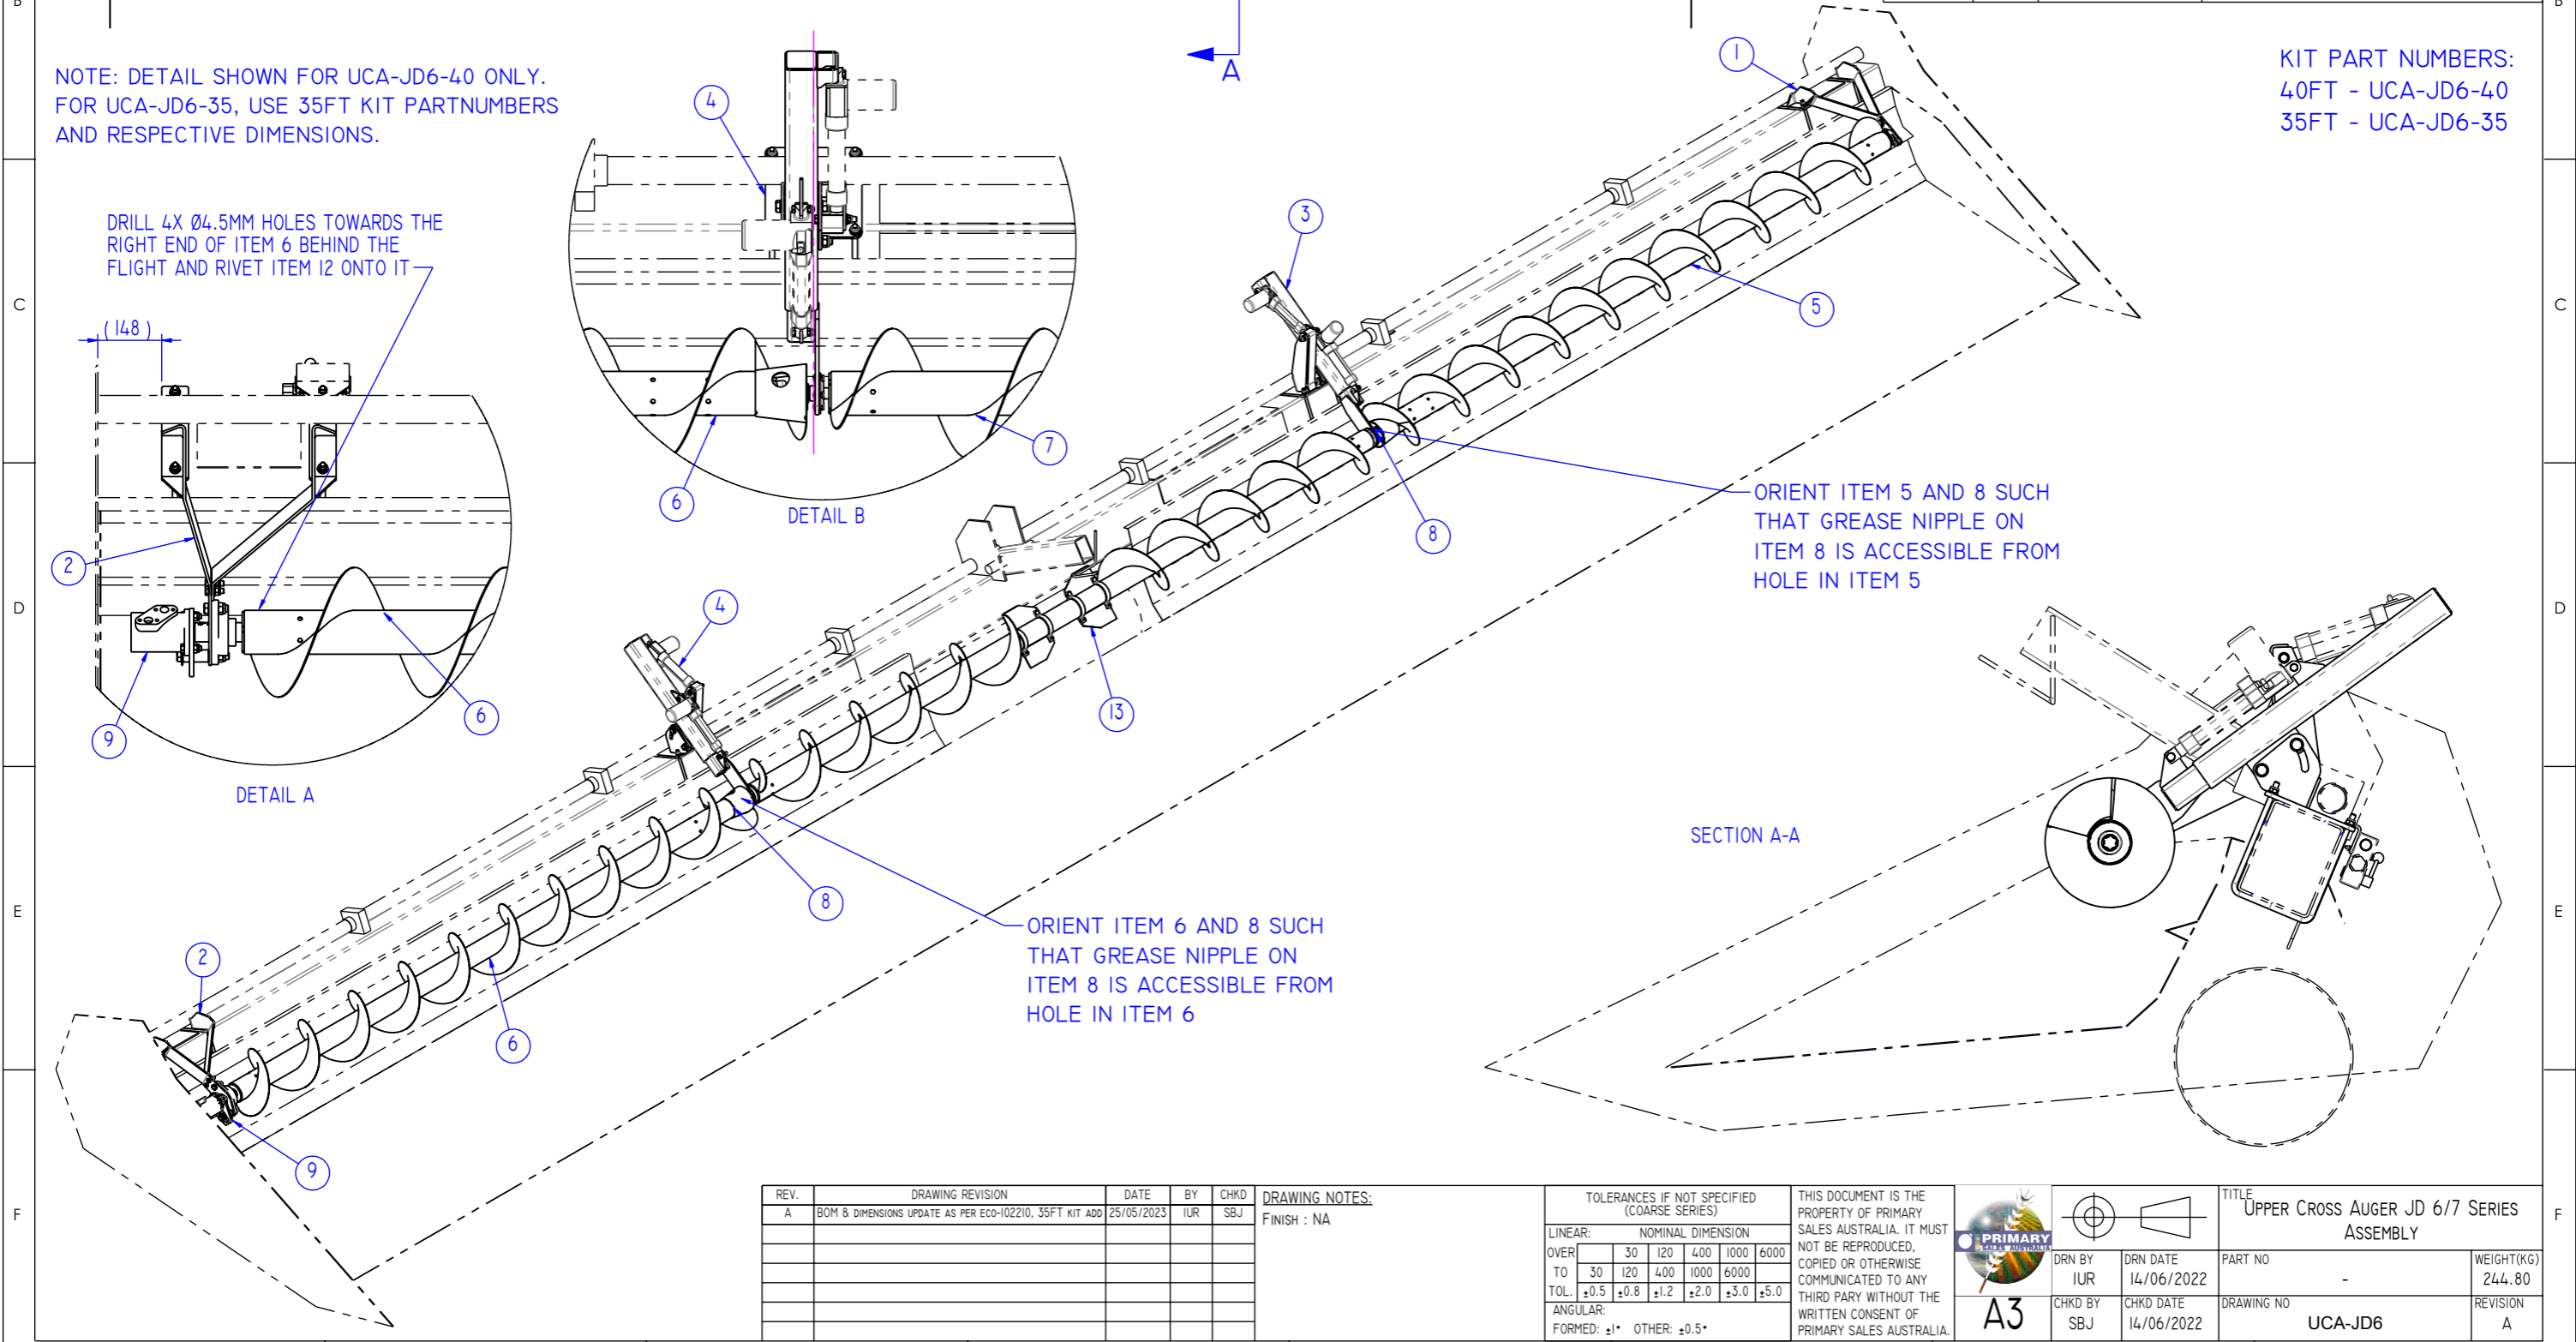 B
B
NOTE: DETAIL SHOWN FOR UCA-JD6-40 ONLY.
FOR UCA-JD6-35, USE 35FT KIT PARTNUMBERS
AND RESPECTIVE DIMENSIONS.
A
KIT PART NUMBERS:
40FT - UCA-JD6-40
35FT - UCA-JD6-35
1
4
3
DRILL 4X Ø4.5MM HOLES TOWARDS THE
RIGHT END OF ITEM 6 BEHIND THE
FLIGHT AND RIVET ITEM 12 ONTO IT
C
C
5
(148)
7
6
DETAIL B
8
ORIENT ITEM 5 AND 8 SUCH
THAT GREASE NIPPLE ON
ITEM 8 IS ACCESSIBLE FROM
HOLE IN ITEM 5
2
D
D
4
6
9
13
DETAIL A
SECTION A-A
8
E
E
ORIENT ITEM 6 AND 8 SUCH
THAT GREASE NIPPLE ON
ITEM 8 IS ACCESSIBLE FROM
HOLE IN ITEM 6
2
6
9
F
F
REV. DRAWING REVISION DATE BY CHKD
A BOM & DIMENSIONS UPDATE AS PER ECO-102210, 35FT KIT ADD 25/05/2023 IUR SBJ
DRAWING NOTES:
FINISH : NA
TOLERANCES IF NOT SPECIFIED
(COARSE SERIES)
LINEAR: NOMINAL DIMENSION
OVER 30 120 400 1000 6000
TO 30 120 400 1000 6000
TOL. ±0.5 ±0.8 ±1.2 ±2.0 ±3.0 ±5.0
ANGULAR:
FORMED: ±1° OTHER: ±0.5°
THIS DOCUMENT IS THE
PROPERTY OF PRIMARY
SALES AUSTRALIA. IT MUST
NOT BE REPRODUCED,
COPIED OR OTHERWISE
COMMUNICATED TO ANY
THIRD PARY WITHOUT THE
WRITTEN CONSENT OF
PRIMARY SALES AUSTRALIA.
PRIMARY
SALES AUSTRALIA
A3
TITLE
UPPER CROSS AUGER JD 6/7 SERIES
ASSEMBLY
DRN BY DRN DATE PART NO WEIGHT(KG)
IUR 14/06/2022 - 244.80
CHKD BY CHKD DATE DRAWING NO REVISION
SBJ 14/06/2022 UCA-JD6 A